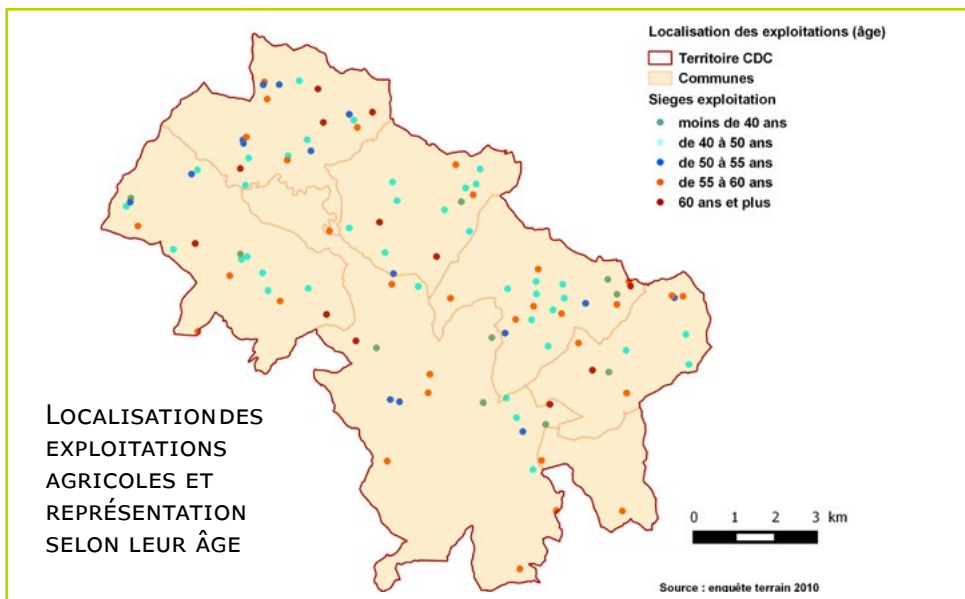 Localisation des exploitations (âge)
Territoire CDC
Communes
Sieges exploitation
moins de 40 ans
de 40 à 50 ans
de 50 à 55 ans
de 55 à 60 ans
60 ans et plus
LOCALISATION DES
EXPLOITATIONS
AGRICOLES ET
REPRÉSENTATION
SELON LEUR ÂGE
0 1 2 3 km
Source : enquête terrain 2010